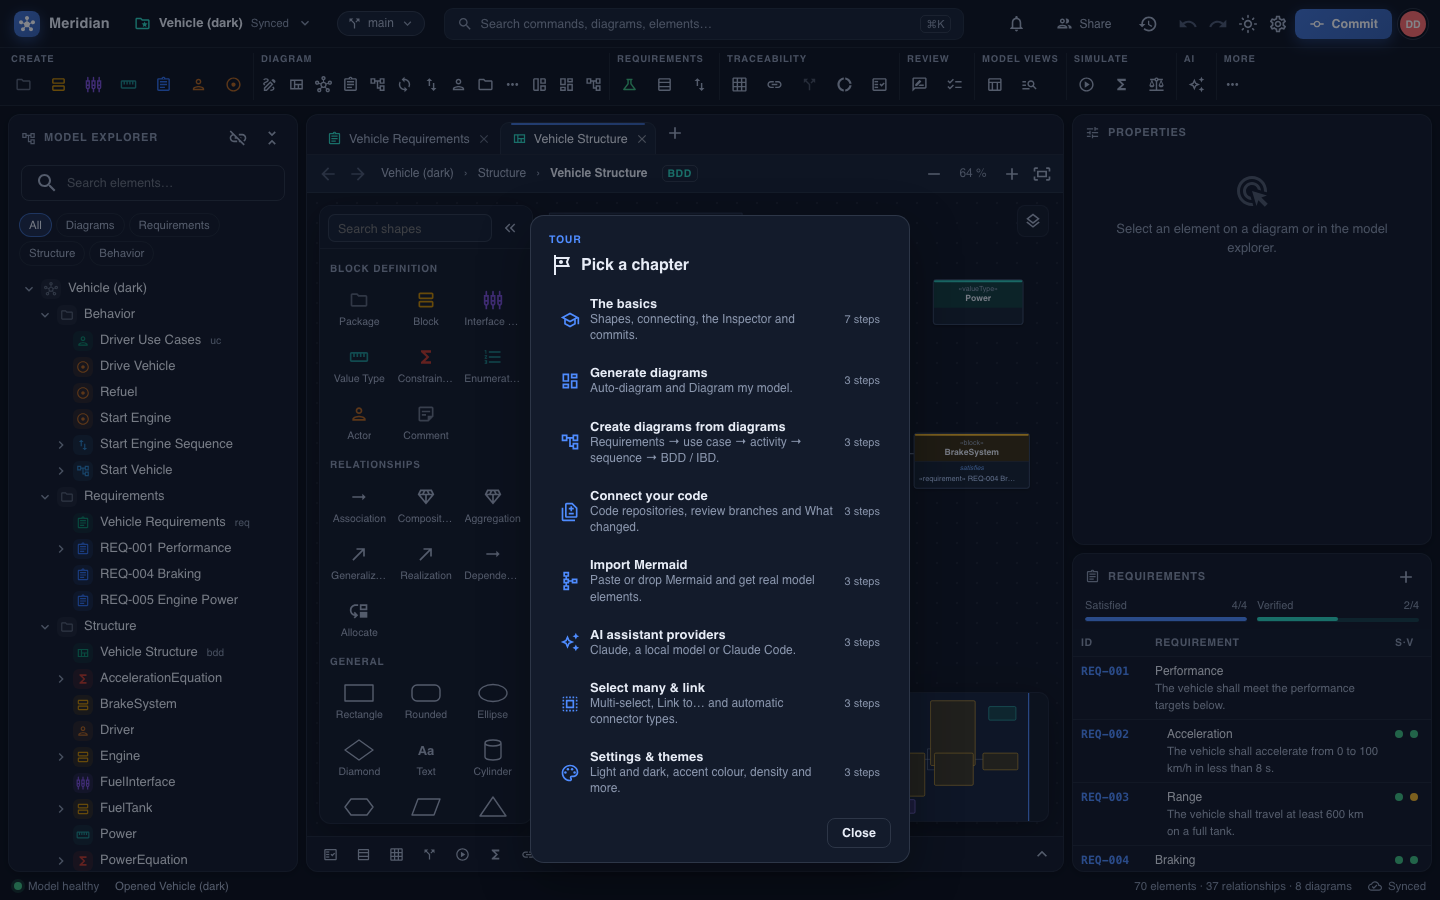 Meridian
Vehicle (dark) Synced
main
Search commands, diagrams, elements…
⌘K
Share
Commit
DD
CREATE
DIAGRAM
REQUIREMENTS
TRACEABILITY
REVIEW
MODEL VIEWS
SIMULATE
AI
MORE
MODEL EXPLORER
Search elements…
All
Diagrams
Requirements
Structure
Behavior
Vehicle (dark)
Behavior
Driver Use Cases uc
Drive Vehicle
Refuel
Start Engine
Start Engine Sequence
Start Vehicle
Requirements
Vehicle Requirements req
REQ-001 Performance
REQ-004 Braking
REQ-005 Engine Power
Structure
Vehicle Structure bdd
AccelerationEquation
BrakeSystem
Driver
Engine
FuelInterface
FuelTank
Power
PowerEquation
Vehicle Requirements
Vehicle Structure
Vehicle (dark) › Structure › Vehicle Structure BDD
64 %
Search shapes
BLOCK DEFINITION
Package
Block
Interface …
Value Type
Constrain…
Enumerat…
Actor
Comment
RELATIONSHIPS
Association
Composit…
Aggregation
Generaliz…
Realization
Depende…
Allocate
GENERAL
Rectangle
Rounded
Ellipse
Diamond
Aa
Text
Cylinder
TOUR
Pick a chapter
The basics
Shapes, connecting, the Inspector and
commits.
7 steps
Generate diagrams
Auto-diagram and Diagram my model.
3 steps
Create diagrams from diagrams
Requirements → use case → activity →
sequence → BDD / IBD.
3 steps
Connect your code
Code repositories, review branches and What
changed.
3 steps
Import Mermaid
Paste or drop Mermaid and get real model
elements.
3 steps
AI assistant providers
Claude, a local model or Claude Code.
3 steps
Select many & link
Multi-select, Link to… and automatic
connector types.
3 steps
Settings & themes
Light and dark, accent colour, density and
more.
3 steps
Close
«valueType»
Power
«block»
BrakeSystem
satisfies
«requirement» REQ-004 Br…
PROPERTIES
Select an element on a diagram or in the model
explorer.
REQUIREMENTS
Satisfied 4/4
Verified 2/4
ID REQUIREMENT S·V
REQ-001 Performance
The vehicle shall meet the performance
targets below.
REQ-002 Acceleration
The vehicle shall accelerate from 0 to 100
km/h in less than 8 s.
REQ-003 Range
The vehicle shall travel at least 600 km
on a full tank.
REQ-004 Braking
Model healthy
Opened Vehicle (dark)
70 elements · 37 relationships · 8 diagrams
Synced